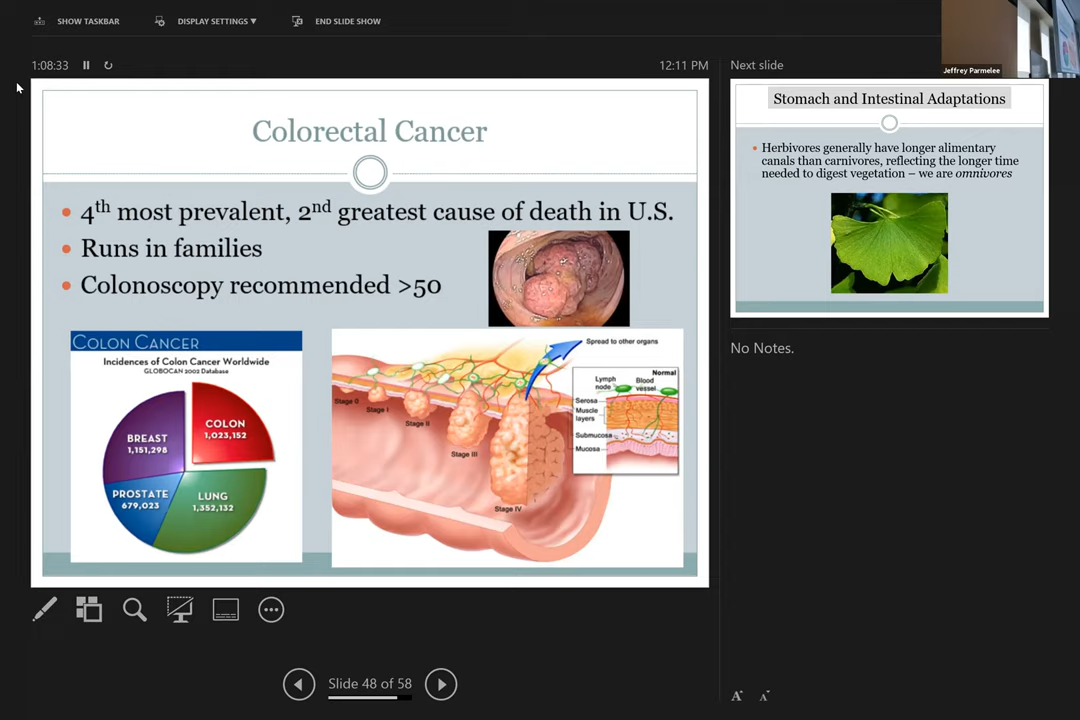 SHOW TASKBAR
DISPLAY SETTINGS ▼
END SLIDE SHOW
1:08:33
12:11 PM
Colorectal Cancer
• 4th most prevalent, 2nd greatest cause of death in U.S.
• Runs in families
• Colonoscopy recommended >50
COLON CANCER
Incidences of Colon Cancer Worldwide
GLOBOCAN 2002 Database
COLON
1,023,152
BREAST
1,151,298
PROSTATE
679,023
LUNG
1,352,132
Spread to other organs
Stage 0
Stage I
Stage II
Stage III
Stage IV
Normal
Lymph
node
Blood
vessel
Serosa
Muscle
layers
Submucosa
Mucosa
Slide 48 of 58
Jeffrey Parmelee
Next slide
Stomach and Intestinal Adaptations
• Herbivores generally have longer alimentary
canals than carnivores, reflecting the longer time
needed to digest vegetation – we are omnivores
No Notes.
A A